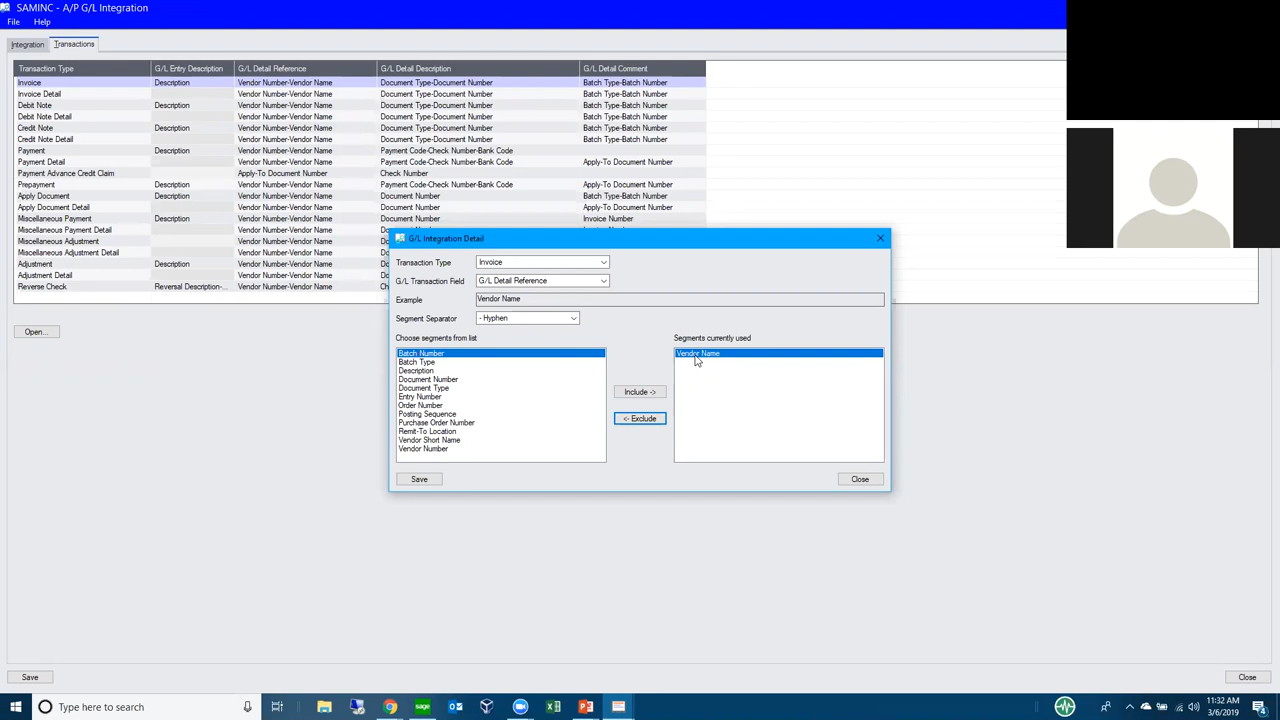 SAMINC - A/P G/L Integration
File Help
Integration Transactions
Transaction Type G/L Entry Description G/L Detail Reference G/L Detail Description G/L Detail Comment
Invoice Description Vendor Number-Vendor Name Document Type-Document Number Batch Type-Batch Number
Invoice Detail Vendor Number-Vendor Name Document Type-Document Number Batch Type-Batch Number
Debit Note Description Vendor Number-Vendor Name Document Type-Document Number Batch Type-Batch Number
Debit Note Detail Vendor Number-Vendor Name Document Type-Document Number Batch Type-Batch Number
Credit Note Description Vendor Number-Vendor Name Document Type-Document Number Batch Type-Batch Number
Credit Note Detail Vendor Number-Vendor Name Document Type-Document Number Batch Type-Batch Number
Payment Description Vendor Number-Vendor Name Payment Code-Check Number-Bank Code
Payment Detail Vendor Number-Vendor Name Payment Code-Check Number-Bank Code Apply-To Document Number
Payment Advance Credit Claim Apply-To Document Number Check Number
Prepayment Description Vendor Number-Vendor Name Payment Code-Check Number-Bank Code Apply-To Document Number
Apply Document Description Vendor Number-Vendor Name Document Number Batch Type-Batch Number
Apply Document Detail Vendor Number-Vendor Name Document Number Apply-To Document Number
Miscellaneous Payment Description Vendor Number-Vendor Name Document Number Invoice Number
Miscellaneous Payment Detail Vendor Number-Vendor Name
Miscellaneous Adjustment Vendor Number-Vendor Name
Miscellaneous Adjustment Detail Vendor Number-Vendor Name
Adjustment Description Vendor Number-Vendor Name
Adjustment Detail Vendor Number-Vendor Name
Reverse Check Reversal Description-... Vendor Number-Vendor Name
Open...
G/L Integration Detail
Transaction Type Invoice
G/L Transaction Field G/L Detail Reference
Example Vendor Name
Segment Separator - Hyphen
Choose segments from list Segments currently used
Batch Number
Batch Type
Description
Document Number
Document Type
Entry Number
Order Number
Posting Sequence
Purchase Order Number
Remit-To Location
Vendor Short Name
Vendor Number
Include ->
<- Exclude
Vendor Name
Save Close
Save Close
Type here to search
sage
11:32 AM
3/6/2019
4